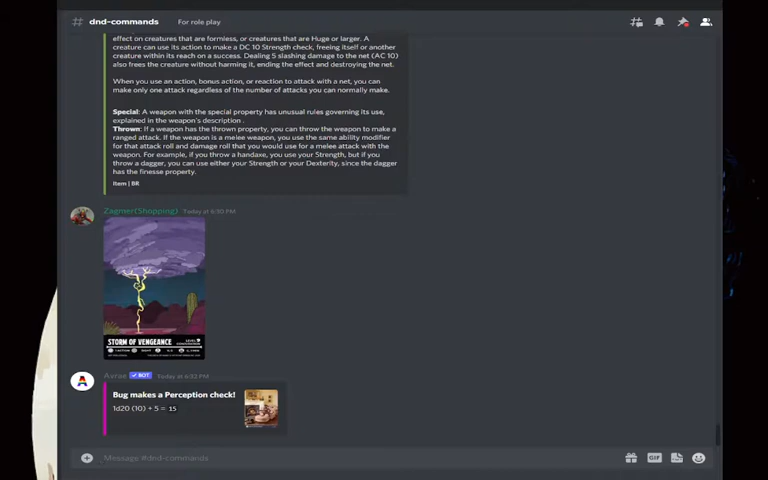 dnd-commands For role play
effect on creatures that are formless, or creatures that are Huge or larger. A
creature can use its action to make a DC 10 Strength check, freeing itself or another
creature within its reach on a success. Dealing 5 slashing damage to the net (AC 10)
also frees the creature without harming it, ending the effect and destroying the net.
When you use an action, bonus action, or reaction to attack with a net, you can
make only one attack regardless of the number of attacks you can normally make.
Special: A weapon with the special property has unusual rules governing its use,
explained in the weapon's description .
Thrown: If a weapon has the thrown property, you can throw the weapon to make a
ranged attack. If the weapon is a melee weapon, you use the same ability modifier
for that attack roll and damage roll that you would use for a melee attack with the
weapon. For example, if you throw a handaxe, you use your Strength, but if you
throw a dagger, you can use either your Strength or your Dexterity, since the dagger
has the finesse property.
Item | BR
Zagmer(Shopping) Today at 6:30 PM
STORM OF VENGEANCE
LEVEL 9
CONJURATION
Avrae BOT Today at 6:32 PM
Bug makes a Perception check!
1d20 (10) + 5 = 15
Message #dnd-commands
GIF